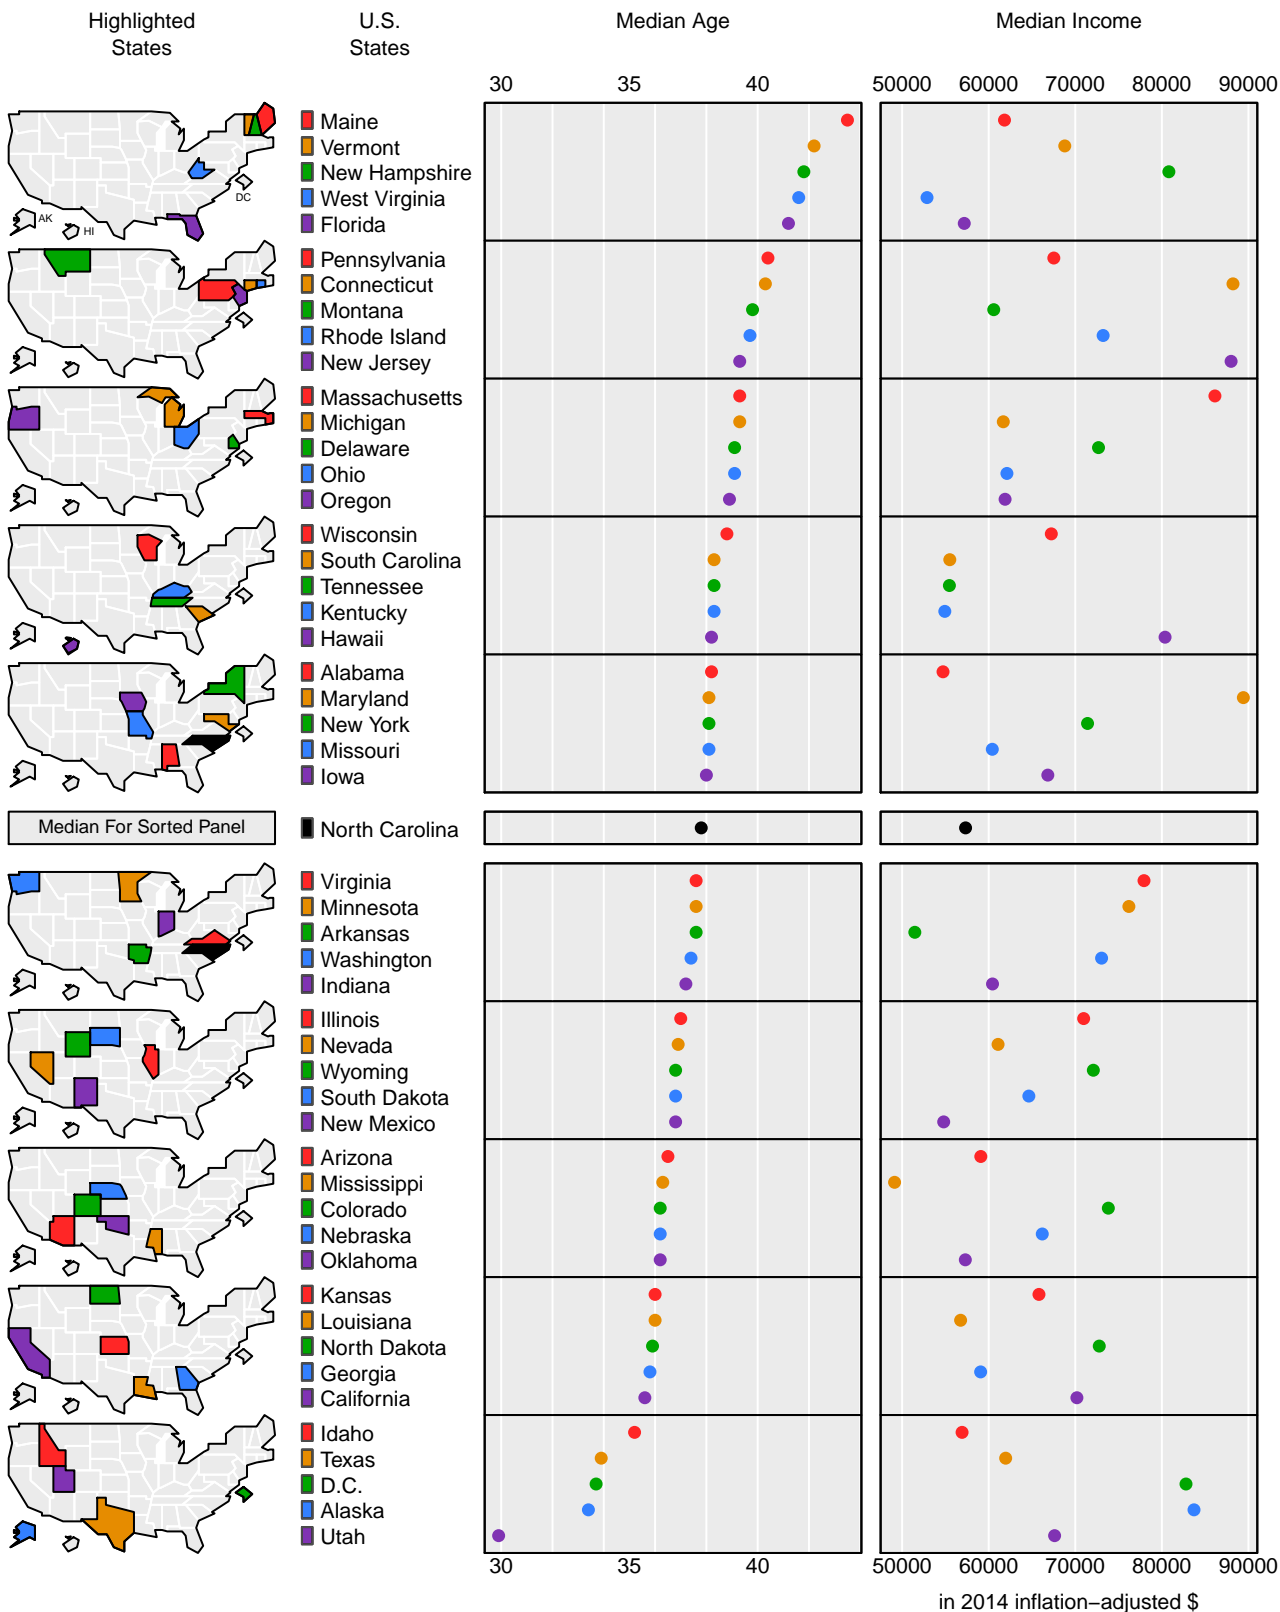 Highlighted
States
U.S.
States
Median Age
Median Income
30 35 40
50000 60000 70000 80000 90000
Maine
Vermont
New Hampshire
West Virginia
Florida
DC
AK
HI
Pennsylvania
Connecticut
Montana
Rhode Island
New Jersey
Massachusetts
Michigan
Delaware
Ohio
Oregon
Wisconsin
South Carolina
Tennessee
Kentucky
Hawaii
Alabama
Maryland
New York
Missouri
Iowa
Median For Sorted Panel
North Carolina
Virginia
Minnesota
Arkansas
Washington
Indiana
Illinois
Nevada
Wyoming
South Dakota
New Mexico
Arizona
Mississippi
Colorado
Nebraska
Oklahoma
Kansas
Louisiana
North Dakota
Georgia
California
Idaho
Texas
D.C.
Alaska
Utah
30 35 40
50000 60000 70000 80000 90000
in 2014 inflation−adjusted $